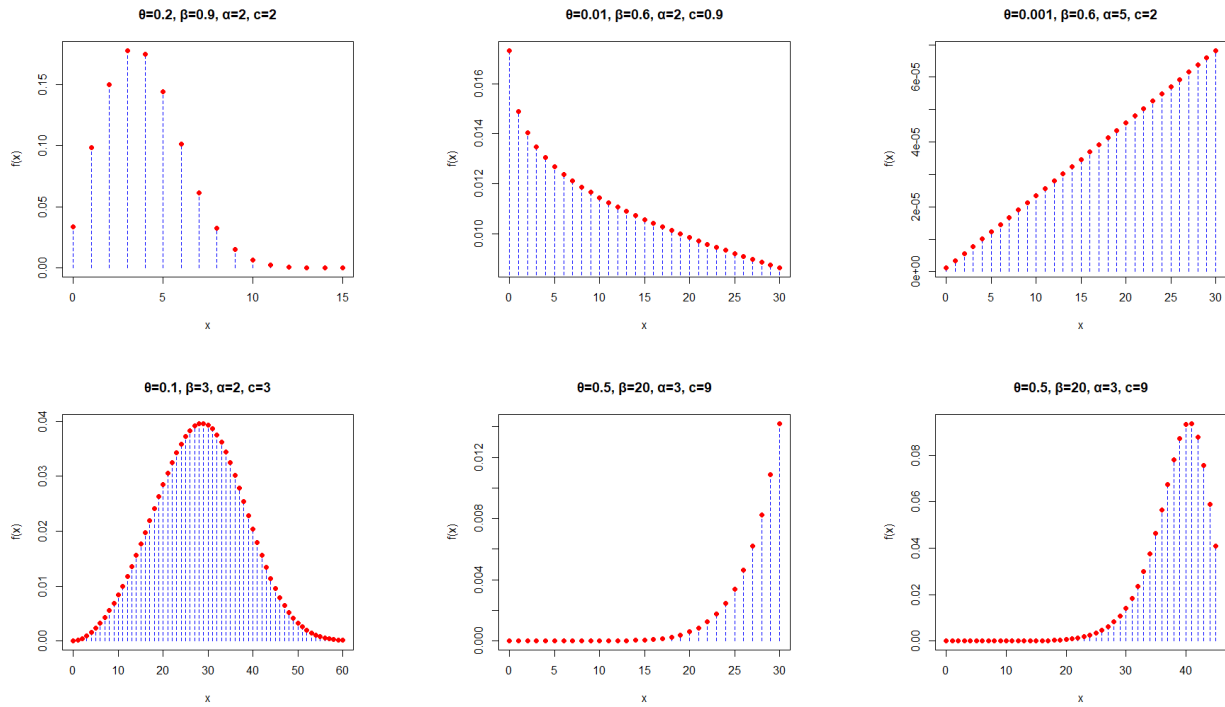 θ=0.2, β=0.9, α=2, c=2
f(x)
0.15
0.10
0.05
0.00
0 5 10 15
x
θ=0.01, β=0.6, α=2, c=0.9
f(x)
0.016
0.014
0.012
0.010
0 5 10 15 20 25 30
x
θ=0.001, β=0.6, α=5, c=2
f(x)
6e-05
4e-05
2e-05
0e+00
0 5 10 15 20 25 30
x
θ=0.1, β=3, α=2, c=3
f(x)
0.04
0.03
0.02
0.01
0.00
0 10 20 30 40 50 60
x
θ=0.5, β=20, α=3, c=9
f(x)
0.012
0.008
0.004
0.000
0 5 10 15 20 25 30
x
θ=0.5, β=20, α=3, c=9
f(x)
0.08
0.06
0.04
0.02
0.00
0 10 20 30 40
x